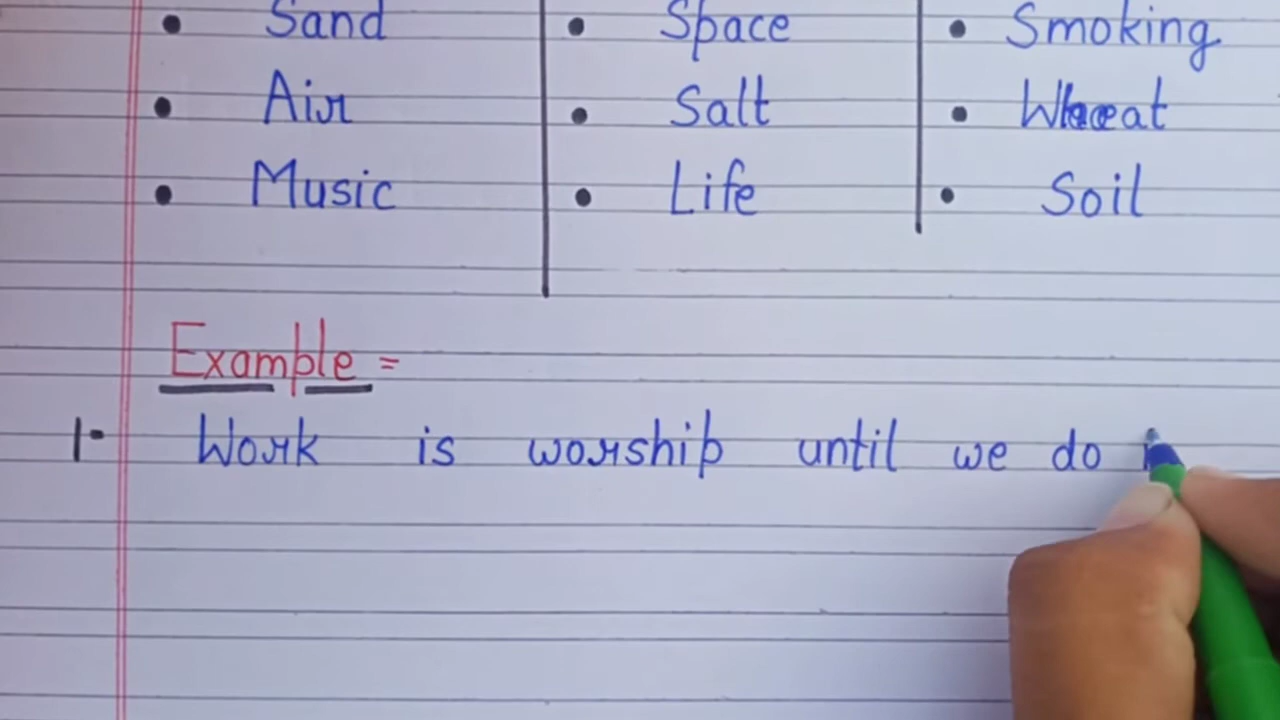 • Sand • Space • Smoking
• Air • Salt • Wheat
• Music • Life • Soil
Example =
1. Work is worship until we do